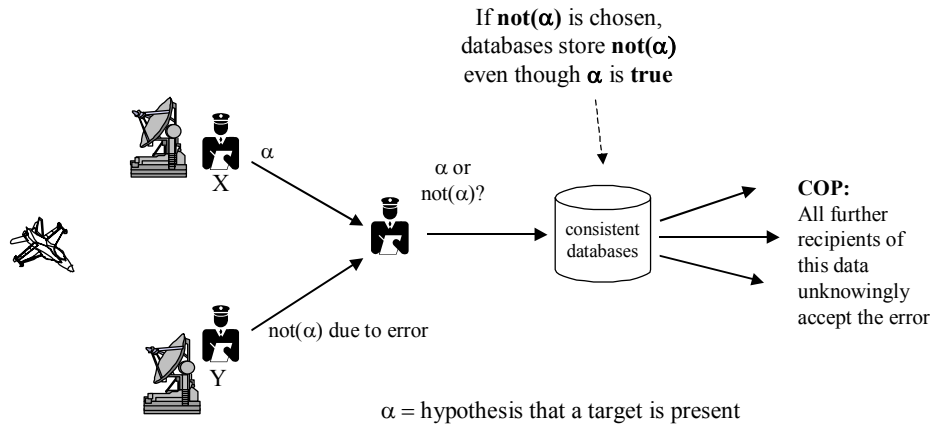 If not(α) is chosen,
databases store not(α)
even though α is true
X
α
α or
not(α)?
consistent
databases
COP:
All further
recipients of
this data
unknowingly
accept the error
not(α) due to error
Y
α = hypothesis that a target is present